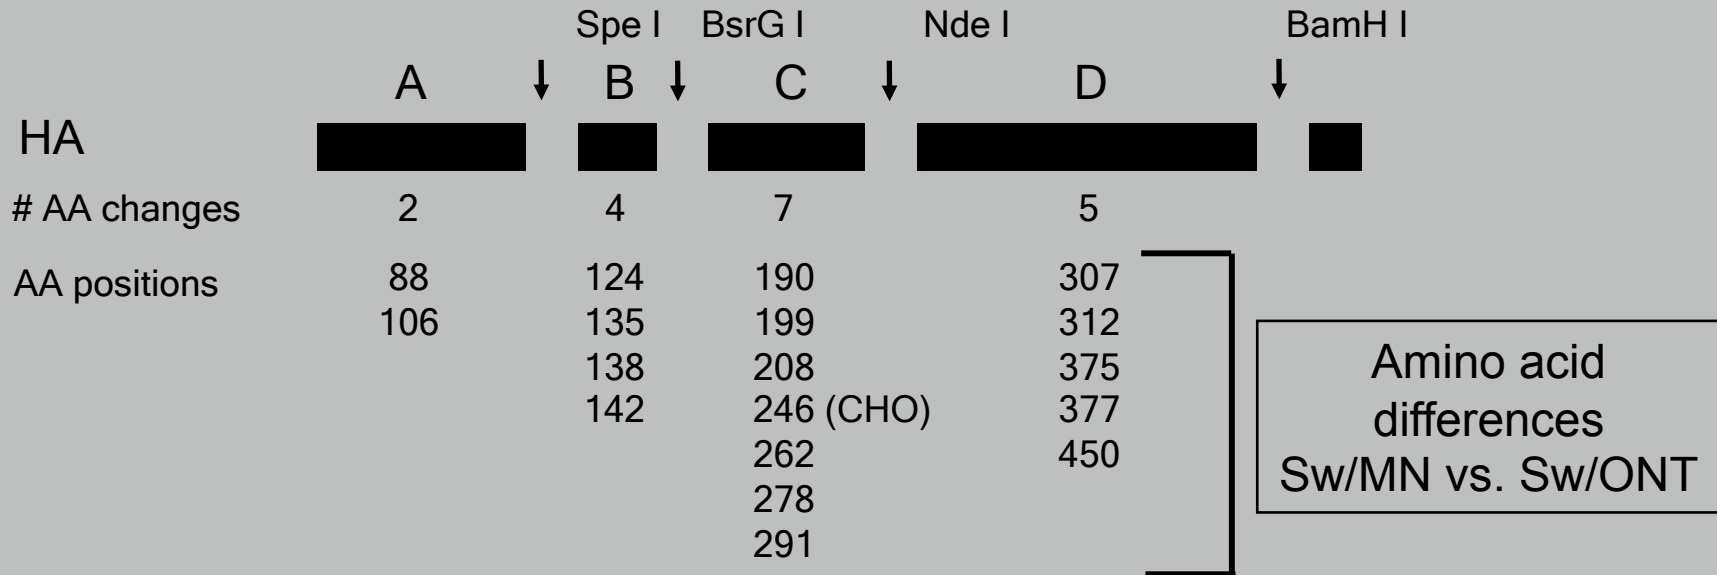 Spe I BsrG I Nde I BamH I
A B C D
HA
# AA changes 2 4 7 5
AA positions 88 124 190 307
106 135 199 312
138 208 375
142 246 (CHO) 377
262 450
278
291
Amino acid
differences
Sw/MN vs. Sw/ONT